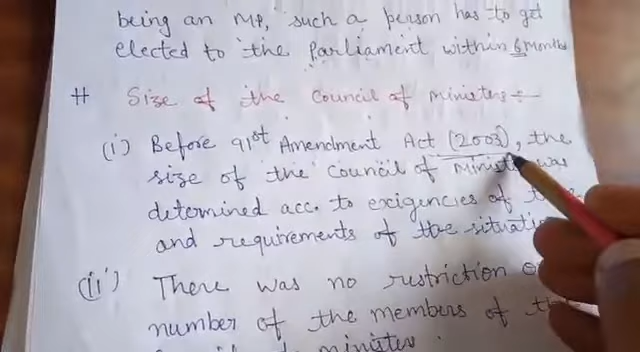 being an MP, such a person has to get
elected to the Parliament within 6 months
# Size of the Council of Ministers :-
(i) Before 91st Amendment Act (2003), the
size of the Council of
determined acc. to exigencies of
and requirements of the situation
(ii) There was no restriction
number of the members of
minister.